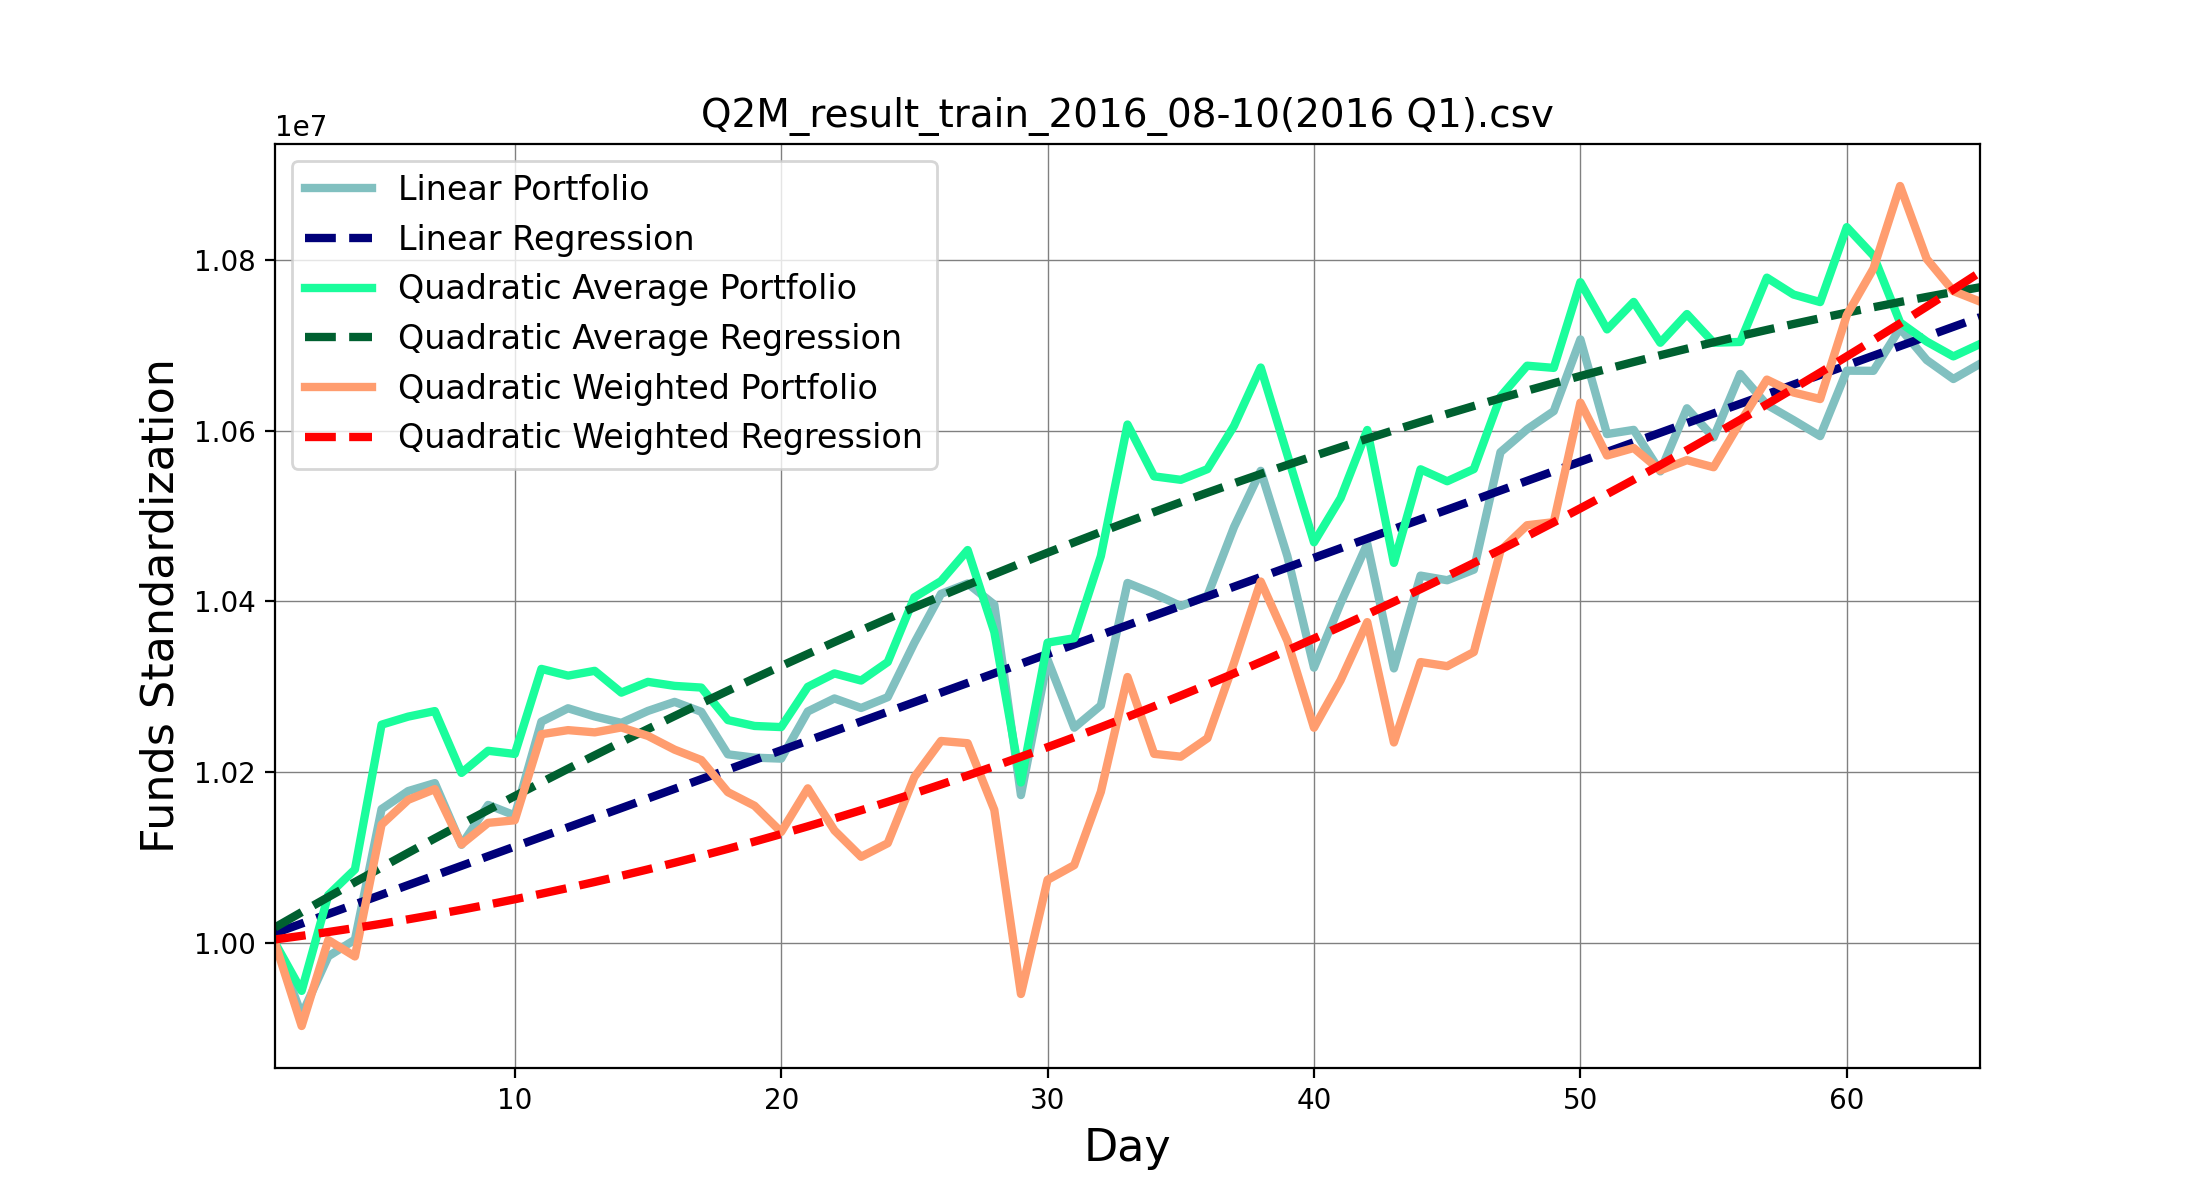 Q2M_result_train_2016_08-10(2016 Q1).csv
1e7
Linear Portfolio
Linear Regression
Quadratic Average Portfolio
Quadratic Average Regression
Quadratic Weighted Portfolio
Quadratic Weighted Regression
1.08
1.06
1.04
1.02
1.00
Funds Standardization
10 20 30 40 50 60
Day